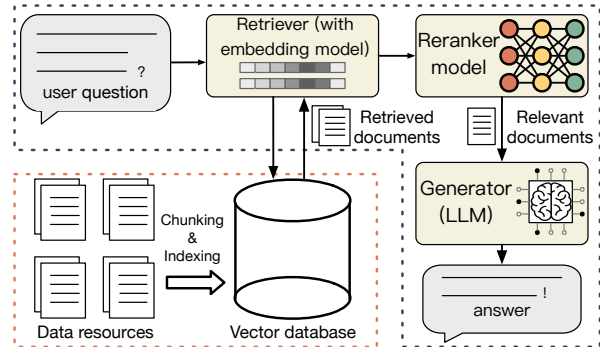 ?
user question
Retriever (with
embedding model)
Reranker
model
Retrieved
documents
Relevant
documents
Generator
(LLM)
!
answer
Chunking
&
Indexing
Data resources
Vector database